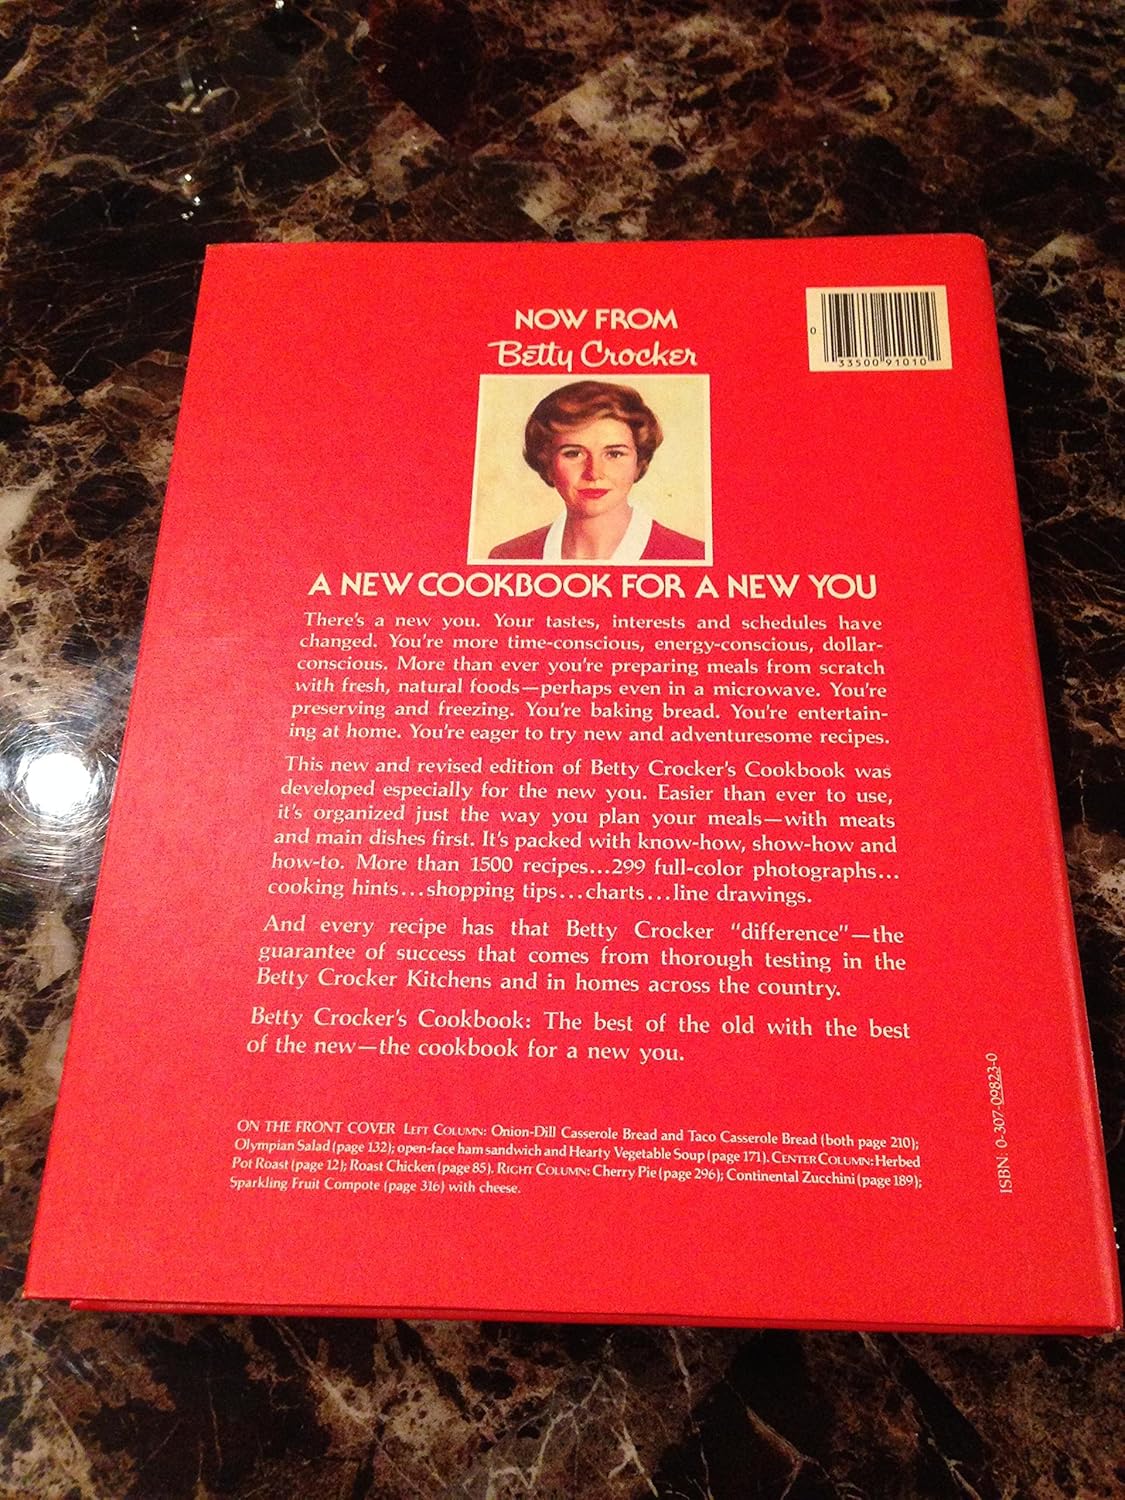 NOW FROM
Betty Crocker
0
33500 91010
A NEW COOKBOOK FOR A NEW YOU
There's a new you. Your tastes, interests and schedules have
changed. You're more time-conscious, energy-conscious, dollar-
conscious. More than ever you're preparing meals from scratch
with fresh, natural foods—perhaps even in a microwave. You're
preserving and freezing. You're baking bread. You're entertain-
ing at home. You're eager to try new and adventuresome recipes.
This new and revised edition of Betty Crocker's Cookbook was
developed especially for the new you. Easier than ever to use,
it's organized just the way you plan your meals—with meats
and main dishes first. It's packed with know-how, show-how and
how-to. More than 1500 recipes...299 full-color photographs...
cooking hints...shopping tips...charts...line drawings.
And every recipe has that Betty Crocker "difference"—the
guarantee of success that comes from thorough testing in the
Betty Crocker Kitchens and in homes across the country.
Betty Crocker's Cookbook: The best of the old with the best
of the new—the cookbook for a new you.
ON THE FRONT COVER LEFT COLUMN: Onion-Dill Casserole Bread and Taco Casserole Bread (both page 210);
Olympian Salad (page 132); open-face ham sandwich and Hearty Vegetable Soup (page 171). CENTER COLUMN: Herbed
Pot Roast (page 12); Roast Chicken (page 85). RIGHT COLUMN: Cherry Pie (page 296); Continental Zucchini (page 189);
Sparkling Fruit Compote (page 316) with cheese.
ISBN 0-307-09823-0